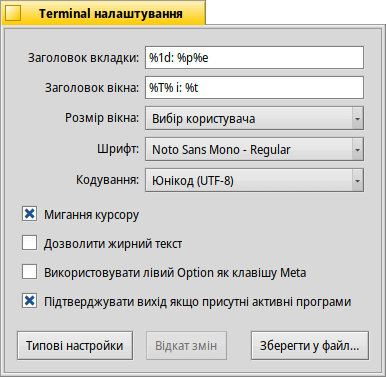 Terminal налаштування
Заголовок вкладки: %1d: %p%e
Заголовок вікна: %T% i: %t
Розмір вікна: Вибір користувача
Шрифт: Noto Sans Mono - Regular
Кодування: Юнікод (UTF-8)
Мигання курсору
Дозволити жирний текст
Використовувати лівий Option як клавішу Meta
Підтверджувати вихід якщо присутні активні програми
Типові настройки Відкат змін Зберегти у файл...